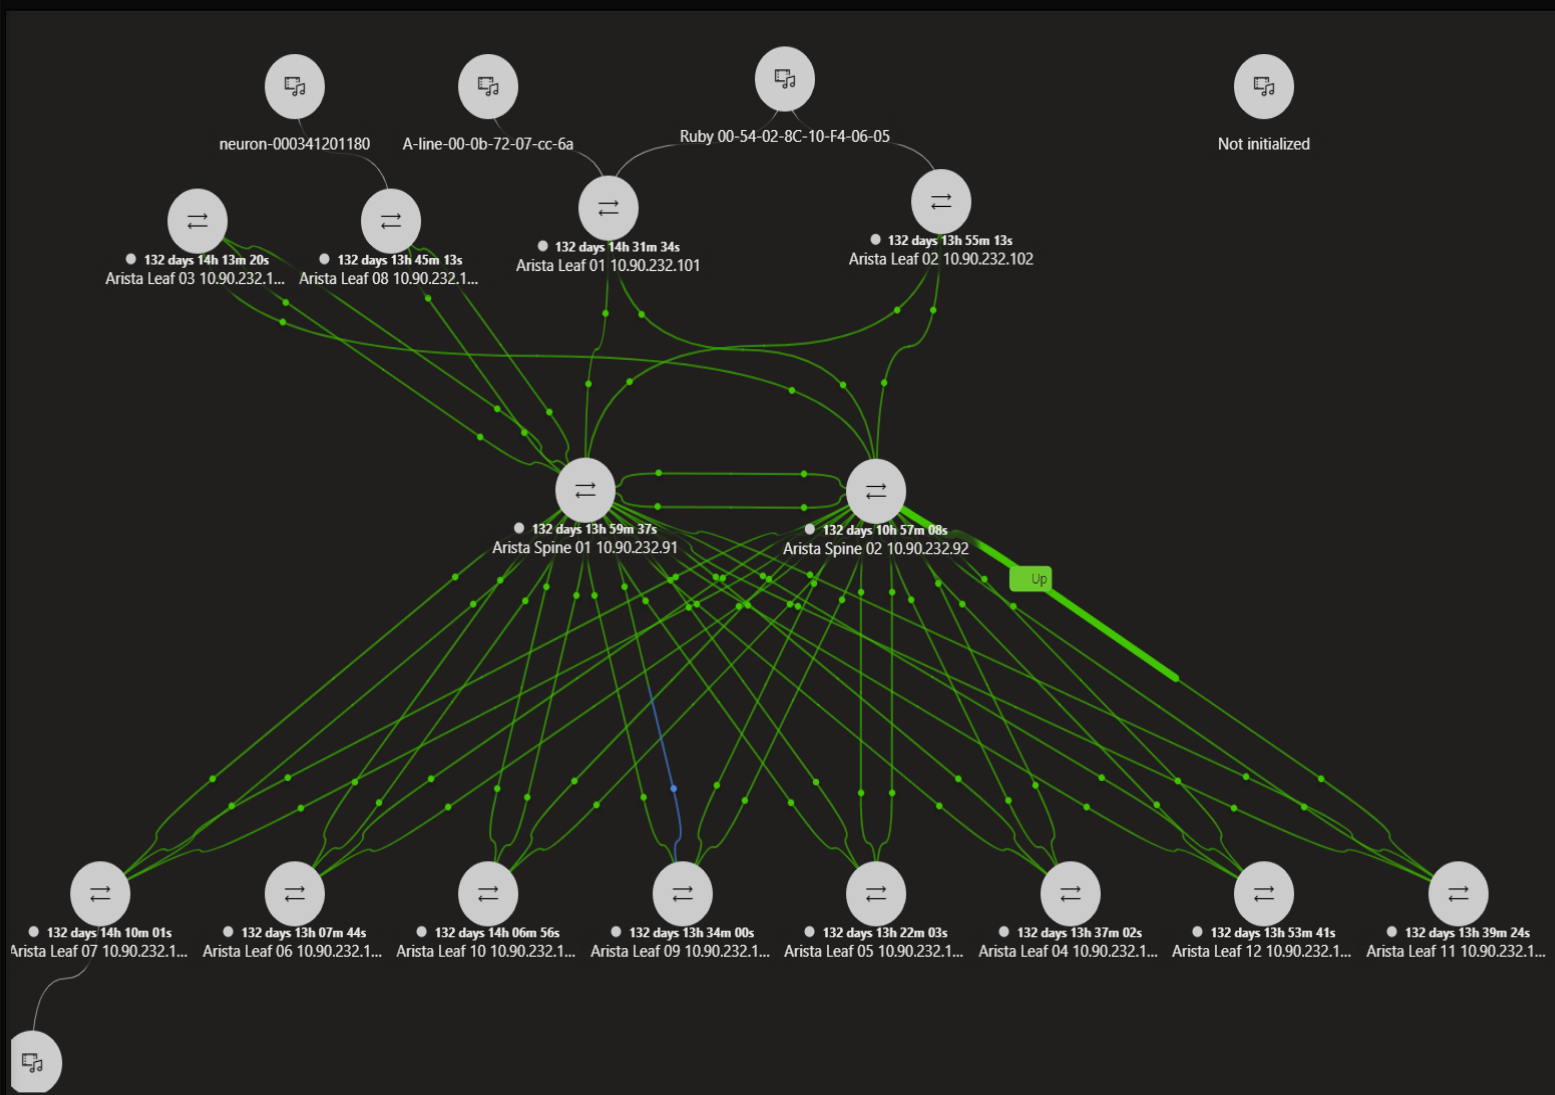 neuron-000341201180
A-line-00-0b-72-07-cc-6a
Ruby 00-54-02-8C-10-F4-06-05
Not initialized
132 days 14h 13m 20s
Arista Leaf 03 10.90.232.1...
132 days 13h 45m 13s
Arista Leaf 08 10.90.232.1...
132 days 14h 31m 34s
Arista Leaf 01 10.90.232.101
132 days 13h 55m 13s
Arista Leaf 02 10.90.232.102
132 days 13h 59m 37s
Arista Spine 01 10.90.232.91
132 days 10h 57m 08s
Arista Spine 02 10.90.232.92
Up
132 days 14h 10m 01s
Arista Leaf 07 10.90.232.1...
132 days 13h 07m 44s
Arista Leaf 06 10.90.232.1...
132 days 14h 06m 56s
Arista Leaf 10 10.90.232.1...
132 days 13h 34m 00s
Arista Leaf 09 10.90.232.1...
132 days 13h 22m 03s
Arista Leaf 05 10.90.232.1...
132 days 13h 37m 02s
Arista Leaf 04 10.90.232.1...
132 days 13h 53m 41s
Arista Leaf 12 10.90.232.1...
132 days 13h 39m 24s
Arista Leaf 11 10.90.232.1...